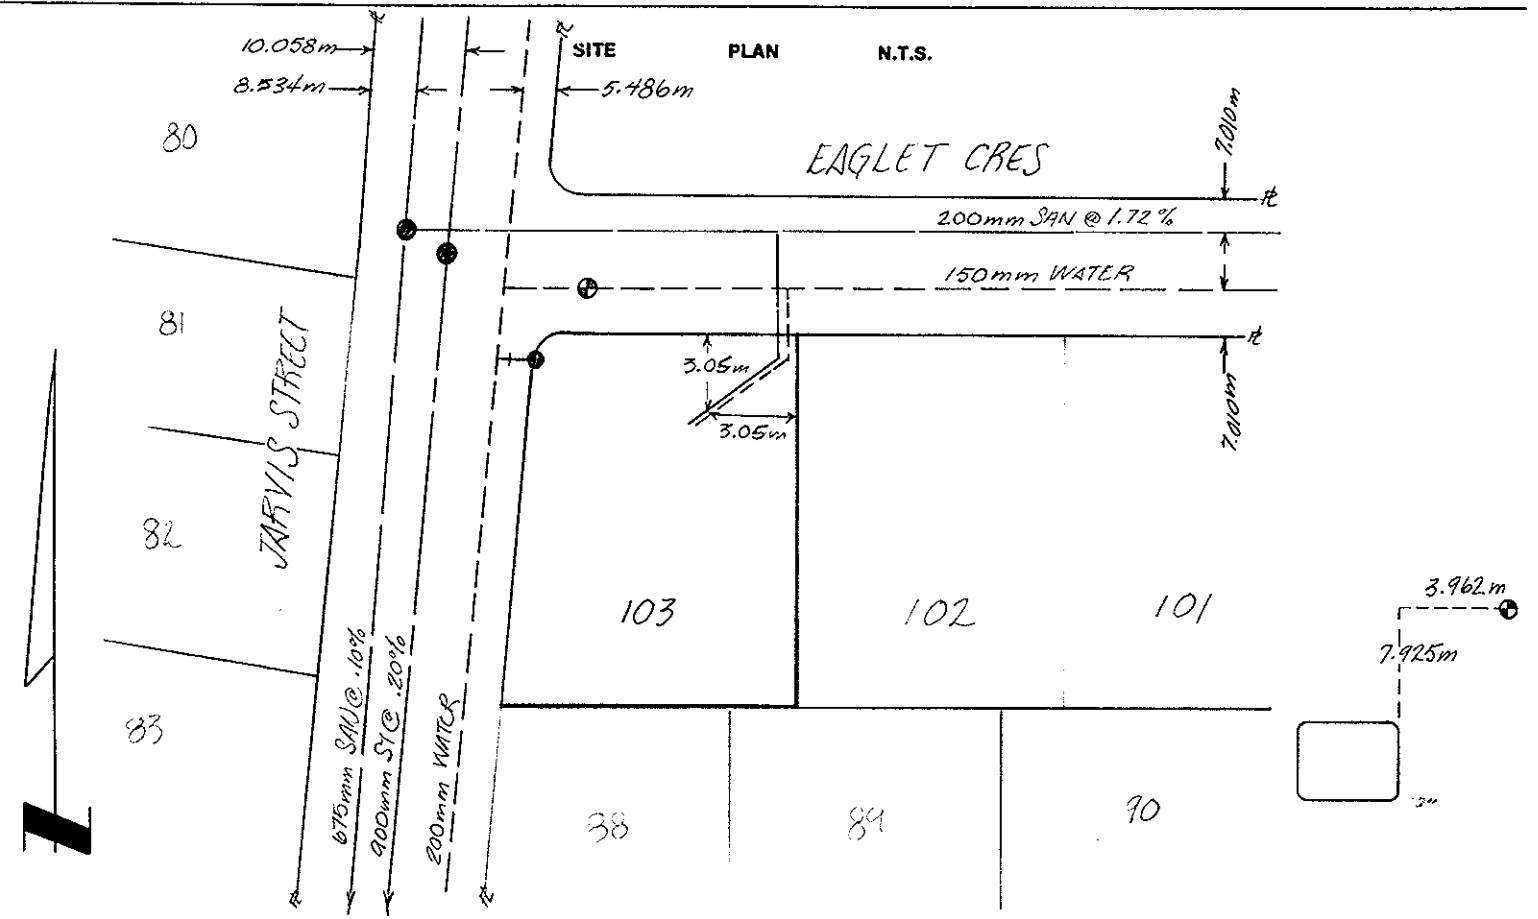 10.058m
SITE PLAN N.T.S.
8.534m
5.486m
7.010m
80
EAGLET CRES
200mm SAN @ 1.72%
150mm WATER
81
JARVIS STREET
3.05m
3.05m
7.010m
82
103
102
101
3.962m
7.925m
83
675mm SAN @ .10%
900mm ST @ .20%
200mm WATER
38
89
90